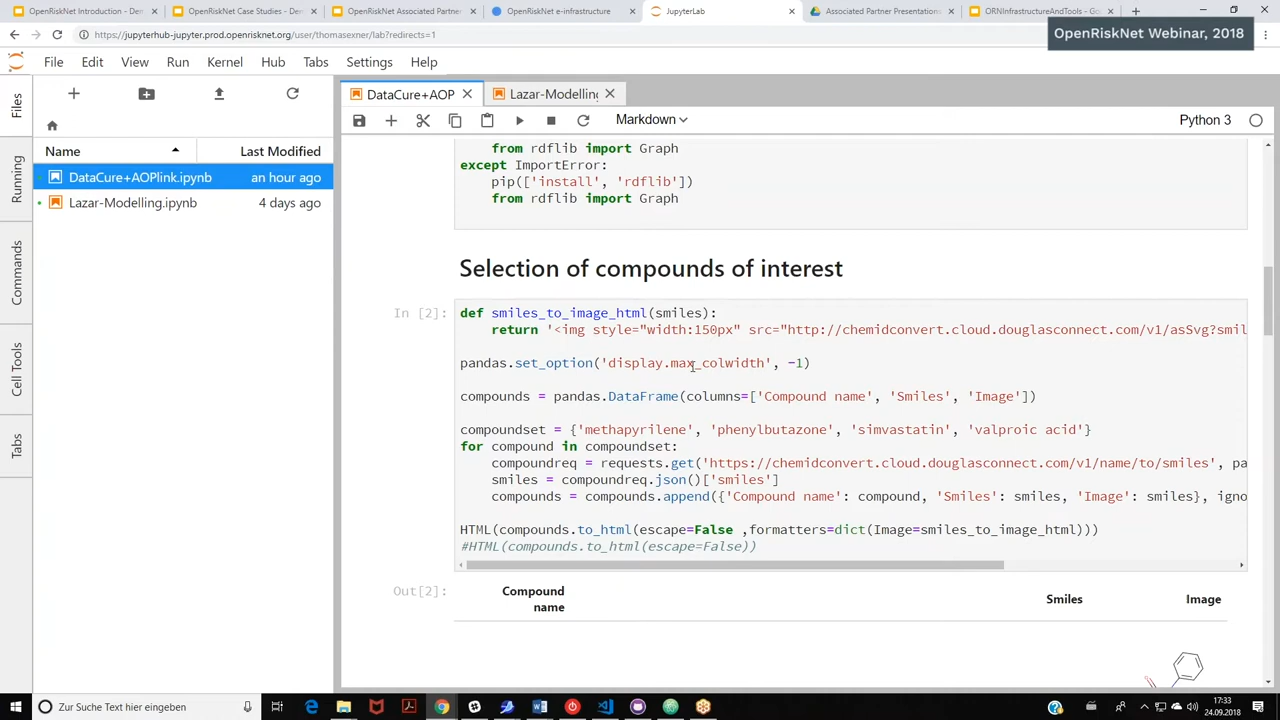 OpenRiskNet Introduction - Dem
OpenRiskNet Case Studies - Dem
OpenRiskNet Associated Partner
OpenRiskNet e-infrastructure
JupyterLab
Associated Partner Presentation
ORNInfrastructureAndTools - Go
https://jupyterhub-jupyter.prod.openrisknet.org/user/thomasexner/lab?redirects=1
OpenRiskNet Webinar, 2018
File Edit View Run Kernel Hub Tabs Settings Help
Files
Running
Commands
Cell Tools
Tabs
Name Last Modified
DataCure+AOPlink.ipynb an hour ago
Lazar-Modelling.ipynb 4 days ago
DataCure+AOP
Lazar-Modelling
Markdown
Python 3
from rdflib import Graph
except ImportError:
pip(['install', 'rdflib'])
from rdflib import Graph
Selection of compounds of interest
In [2]:
def smiles_to_image_html(smiles):
return '<img style="width:150px" src="http://chemidconvert.cloud.douglasconnect.com/v1/asSvg?smil
pandas.set_option('display.max_colwidth', -1)
compounds = pandas.DataFrame(columns=['Compound name', 'Smiles', 'Image'])
compoundset = {'methapyrilene', 'phenylbutazone', 'simvastatin', 'valproic acid'}
for compound in compoundset:
compoundreq = requests.get('https://chemidconvert.cloud.douglasconnect.com/v1/name/to/smiles', pa
smiles = compoundreq.json()['smiles']
compounds = compounds.append({'Compound name': compound, 'Smiles': smiles, 'Image': smiles}, igno
HTML(compounds.to_html(escape=False ,formatters=dict(Image=smiles_to_image_html)))
#HTML(compounds.to_html(escape=False))
Out[2]:
Compound name Smiles Image
Zur Suche Text hier eingeben
17:33
24.09.2018